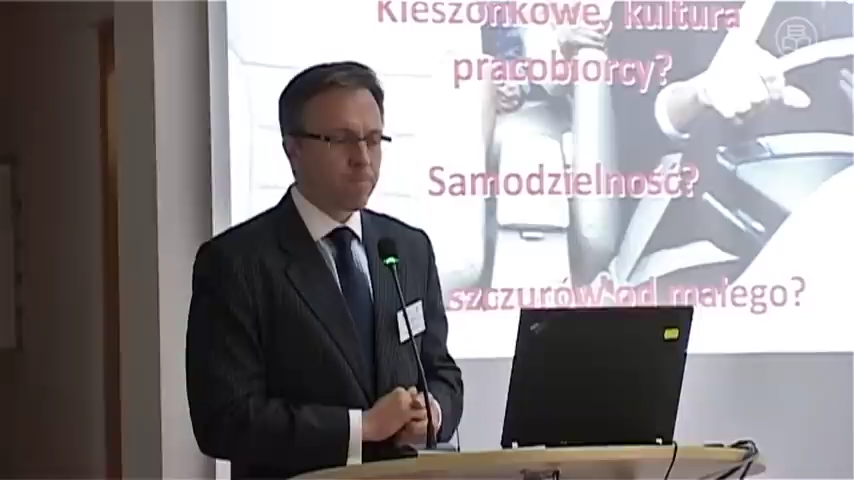 Kieszonkowe, kultura
pracobiorcy?
Samodzielność?
szczurów od małego?